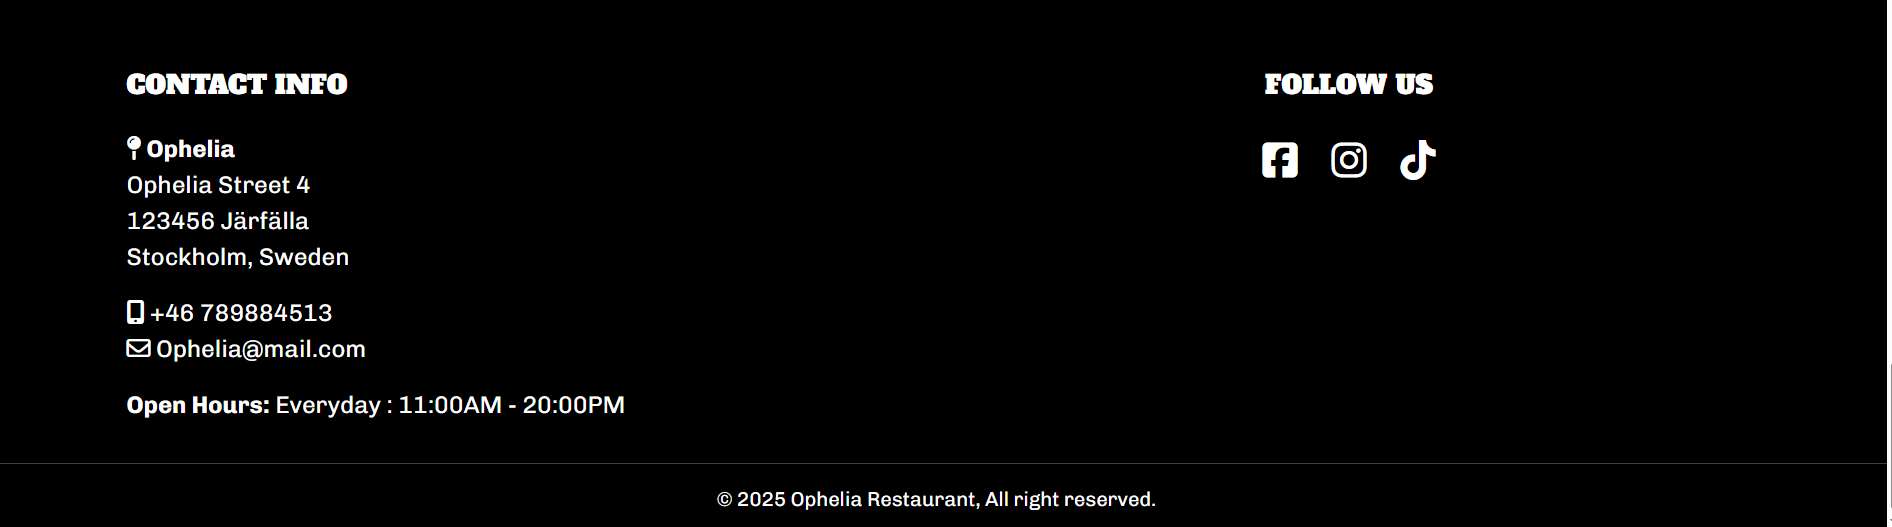 CONTACT INFO
Ophelia
Ophelia Street 4
123456 Järfälla
Stockholm, Sweden
+46 789884513
Ophelia@mail.com
Open Hours: Everyday : 11:00AM - 20:00PM
FOLLOW US
© 2025 Ophelia Restaurant, All right reserved.